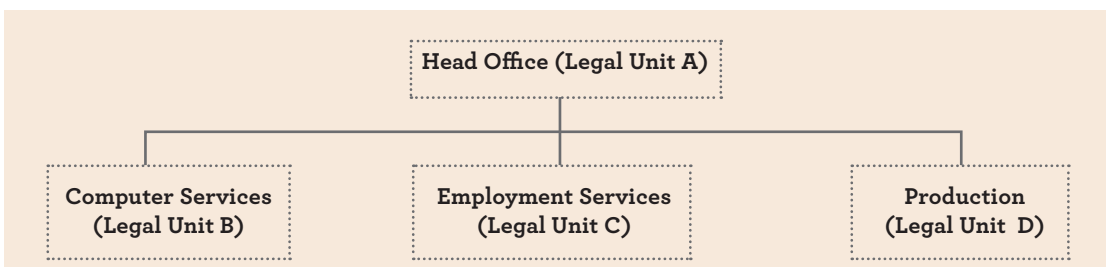 Head Office (Legal Unit A)
Computer Services
(Legal Unit B)
Employment Services
(Legal Unit C)
Production
(Legal Unit D)